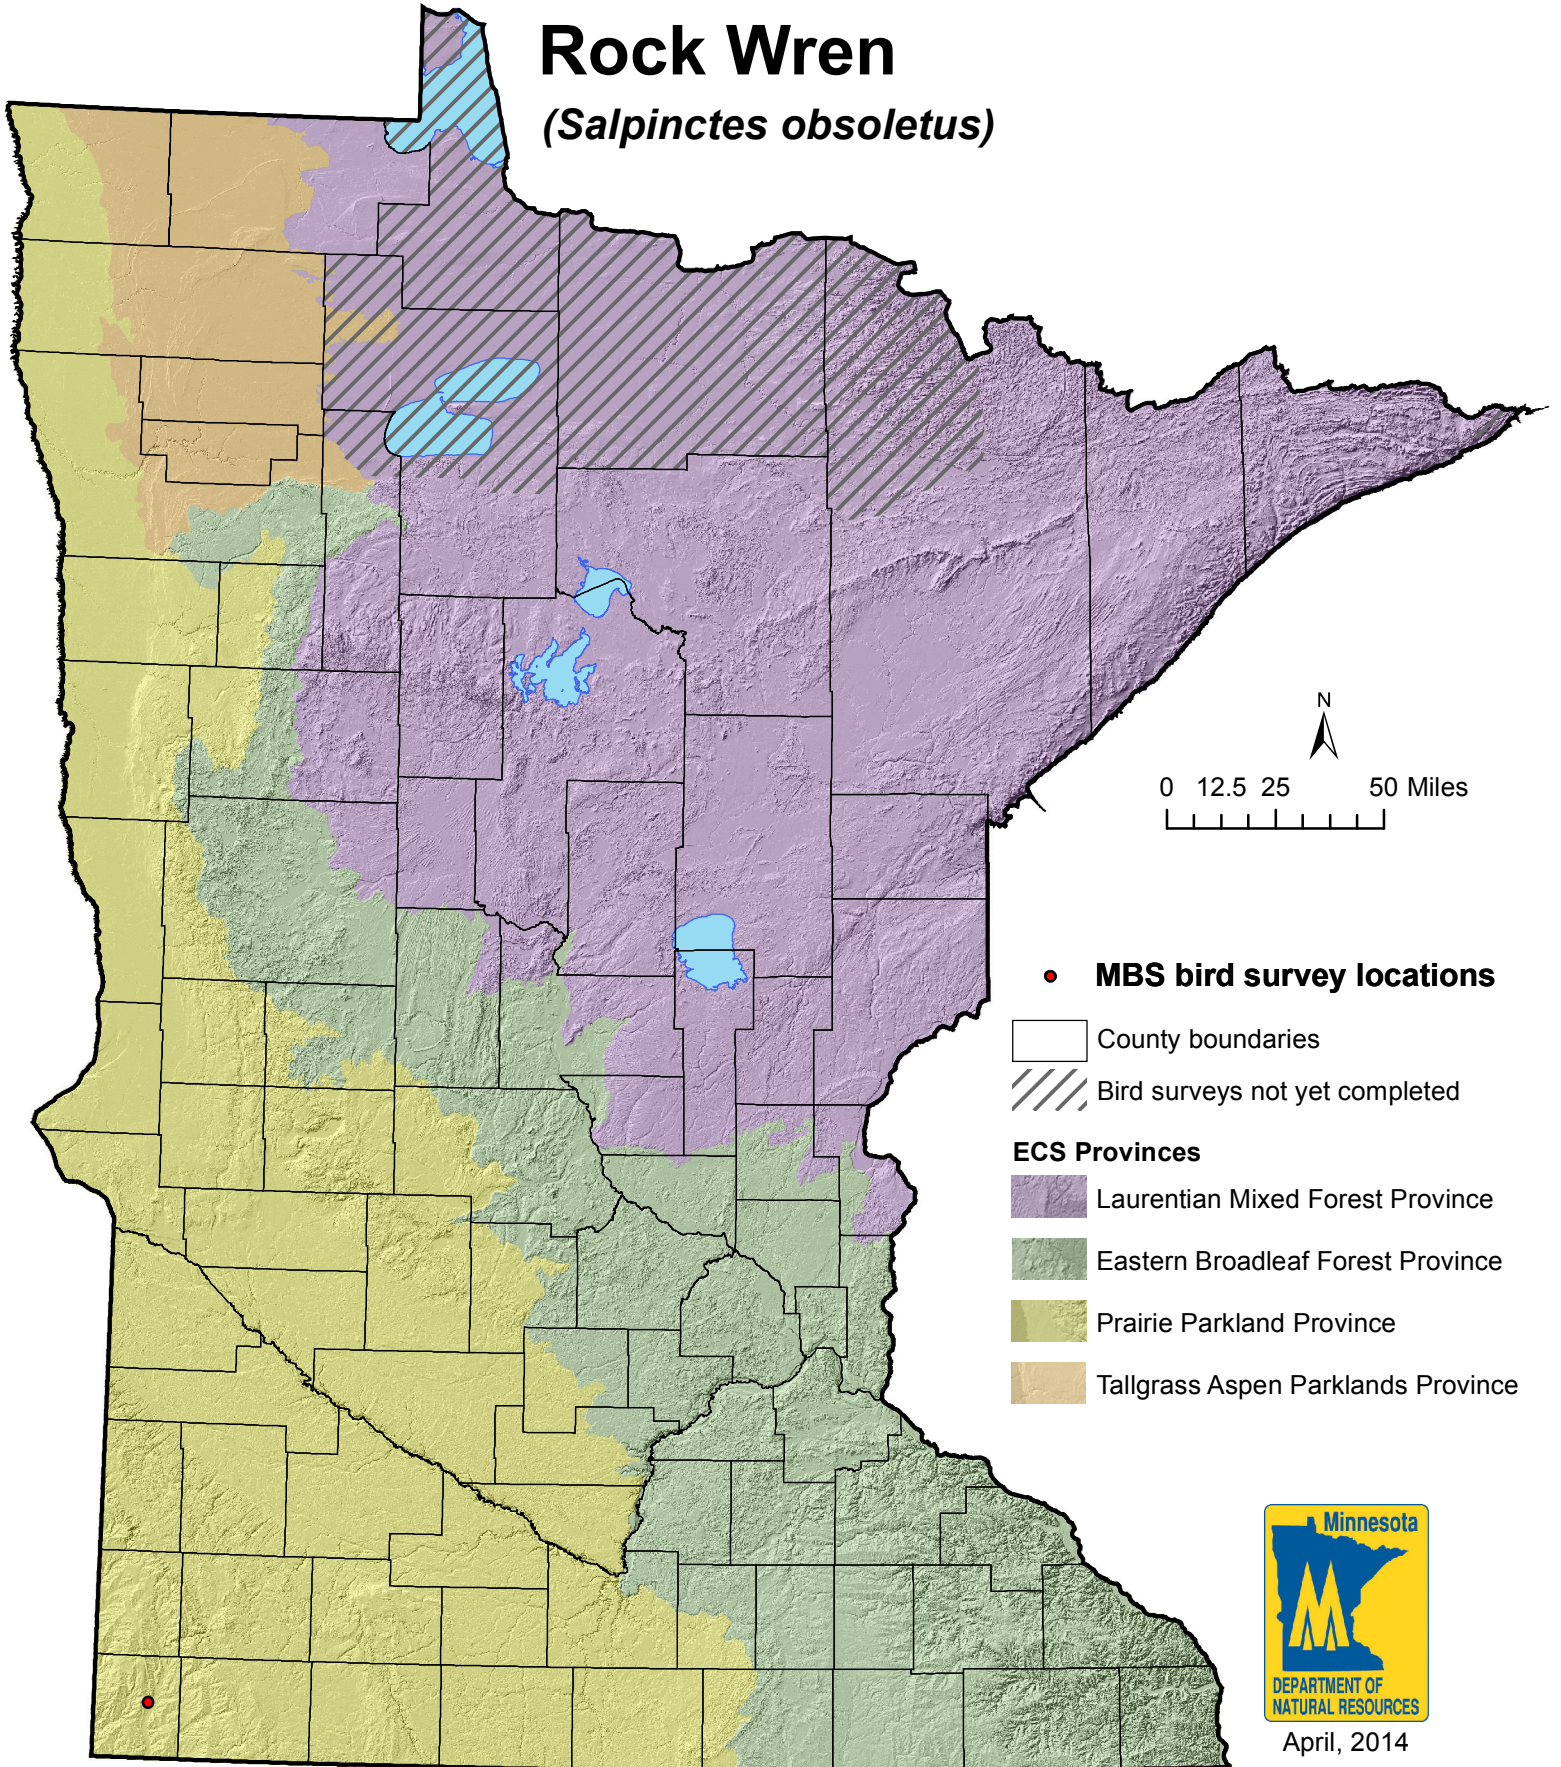 Rock Wren
(Salpinctes obsoletus)
N
0 12.5 25 50 Miles
MBS bird survey locations
County boundaries
Bird surveys not yet completed
ECS Provinces
Laurentian Mixed Forest Province
Eastern Broadleaf Forest Province
Prairie Parkland Province
Tallgrass Aspen Parklands Province
Minnesota
DEPARTMENT OF
NATURAL RESOURCES
April, 2014